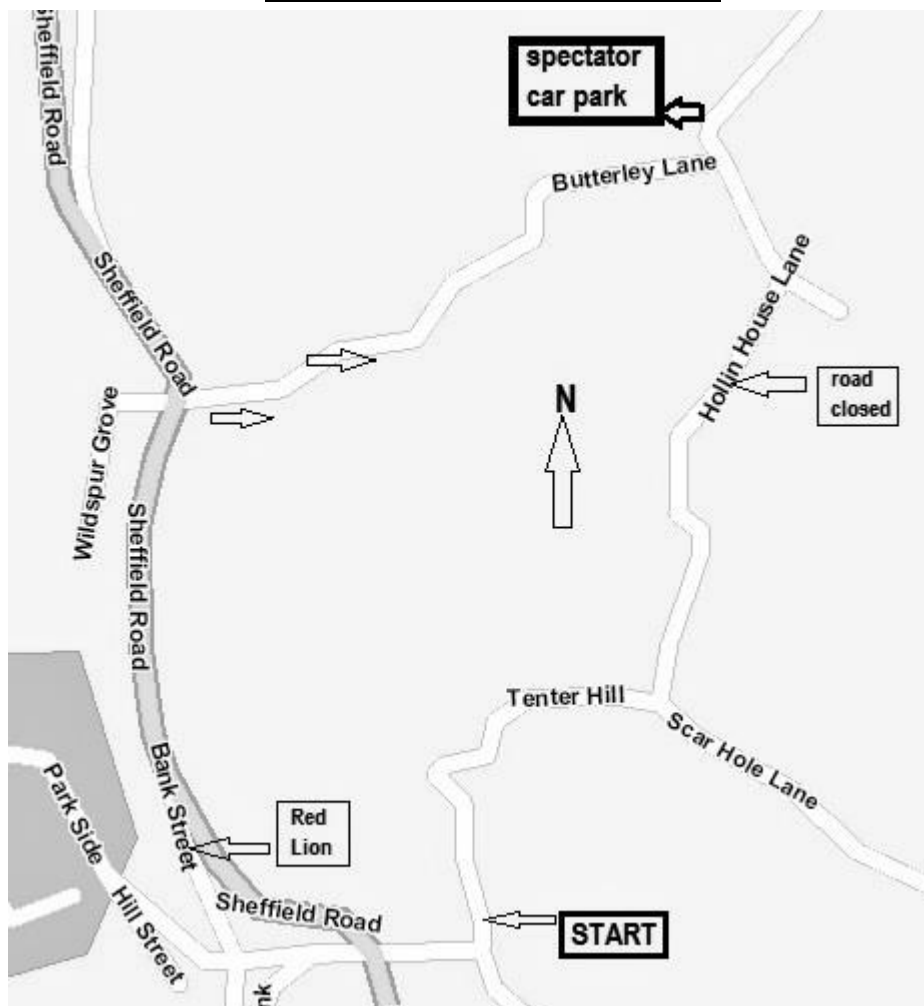 Sheffield Road
spectator
car park
Butterley Lane
Sheffield Road
Hollin House Lane
road
closed
Wildspur Grove
N
Sheffield Road
Tenter Hill
Scar Hole Lane
Bank Street
Park Side
Red
Lion
Hill Street
Sheffield Road
START
nk